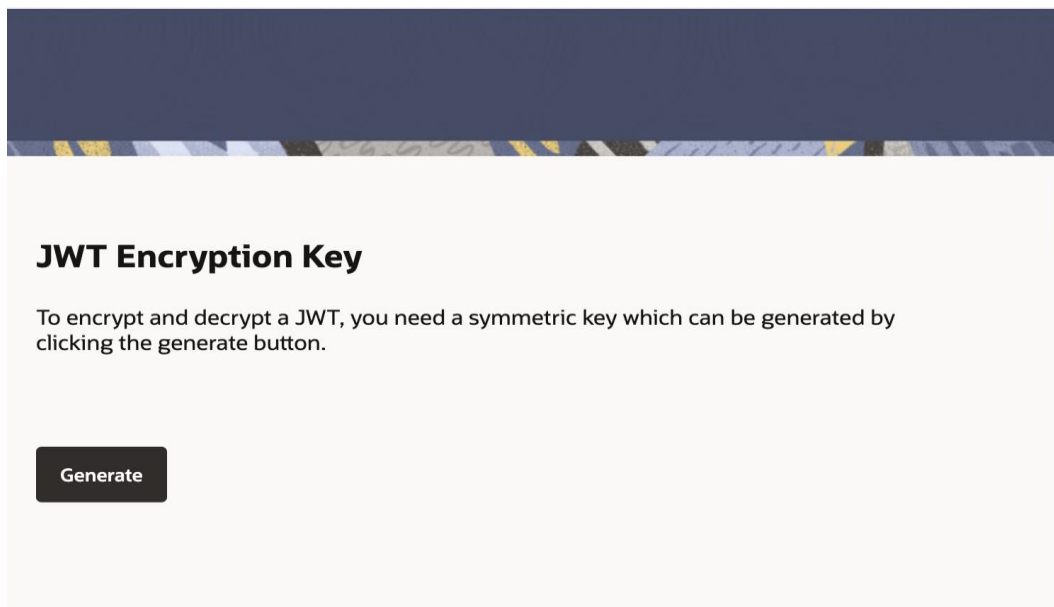 JWT Encryption Key
To encrypt and decrypt a JWT, you need a symmetric key which can be generated by
clicking the generate button.
Generate